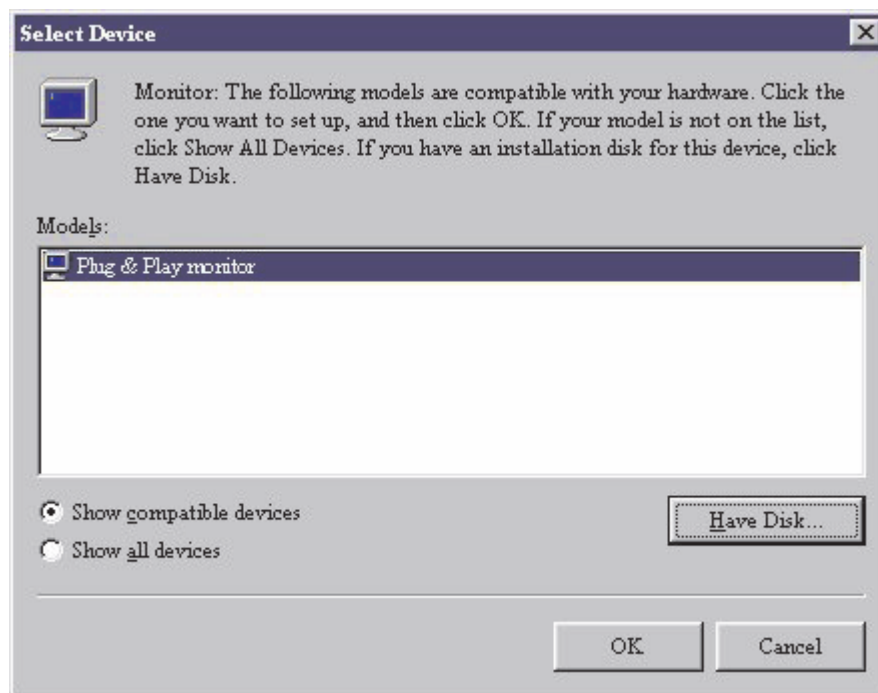 Select Device
Monitor: The following models are compatible with your hardware. Click the
one you want to set up, and then click OK. If your model is not on the list,
click Show All Devices. If you have an installation disk for this device, click
Have Disk.
Models:
Plug & Play monitor
Show compatible devices
Have Disk...
Show all devices
OK
Cancel